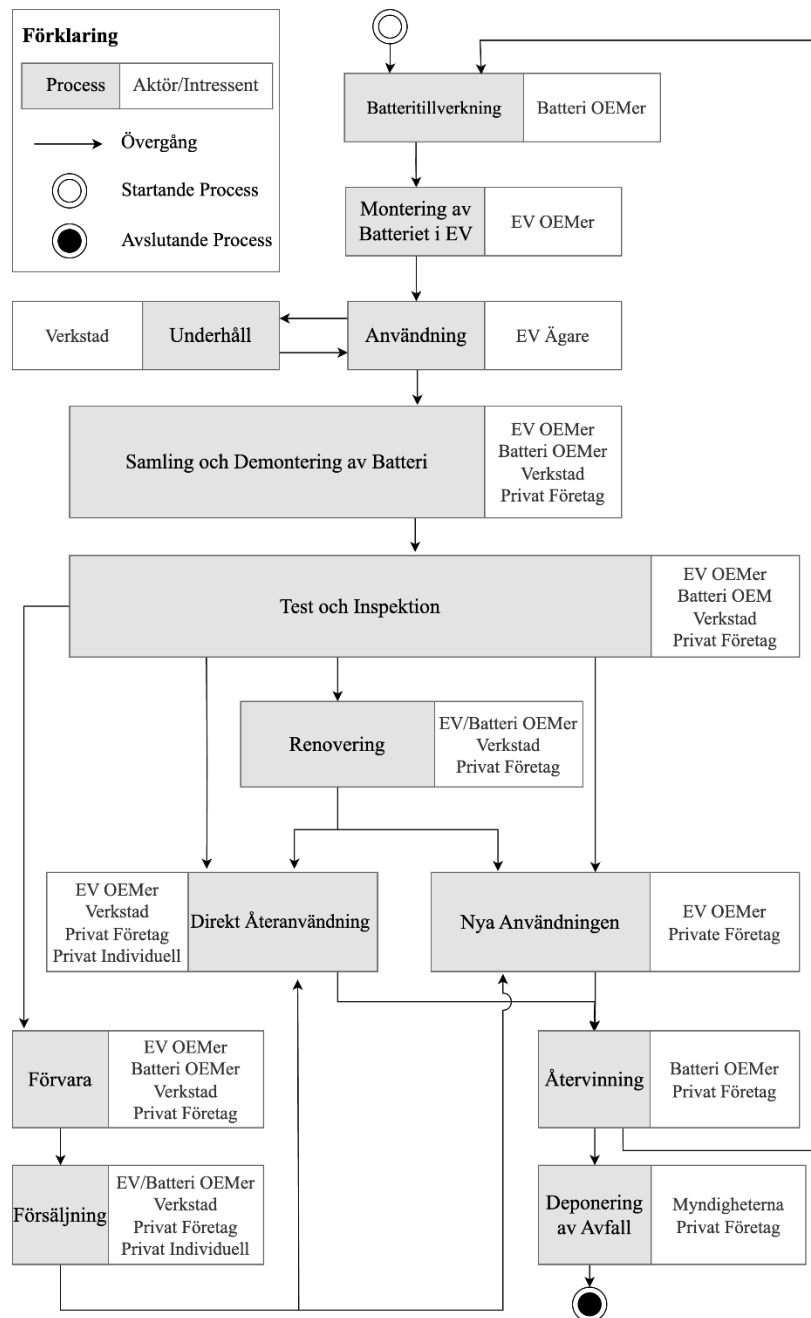 Förklaring
Process
Aktör/Intressent
Övergång
Startande Process
Avslutande Process
Batteritillverkning
Batteri OEMer
Montering av
Batteriet i EV
EV OEMer
Verkstad
Underhåll
Användning
EV Ägare
Samling och Demontering av Batteri
EV OEMer
Batteri OEMer
Verkstad
Privat Företag
Test och Inspektion
EV OEMer
Batteri OEM
Verkstad
Privat Företag
Renovering
EV/Batteri OEMer
Verkstad
Privat Företag
EV OEMer
Verkstad
Privat Företag
Privat Individuell
Direkt Återanvändning
Nya Användningen
EV OEMer
Private Företag
Förvara
EV OEMer
Batteri OEMer
Verkstad
Privat Företag
Återvinning
Batteri OEMer
Privat Företag
Försäljning
EV/Batteri OEMer
Verkstad
Privat Företag
Privat Individuell
Deponering
av Avfall
Myndigheterna
Privat Företag